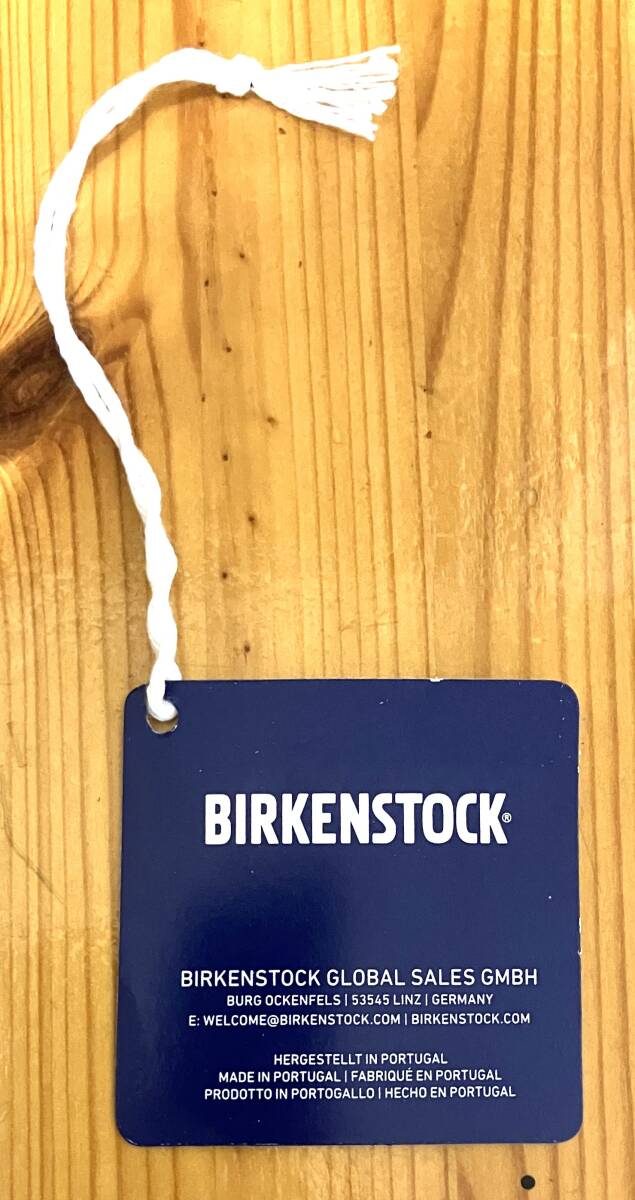 BIRKENSTOCK®
BIRKENSTOCK GLOBAL SALES GMBH
BURG OCKENFELS | 53545 LINZ | GERMANY
E: WELCOME@BIRKENSTOCK.COM | BIRKENSTOCK.COM
HERGESTELLT IN PORTUGAL
MADE IN PORTUGAL | FABRIQUÉ EN PORTUGAL
PRODOTTO IN PORTOGALLO | HECHO EN PORTUGAL